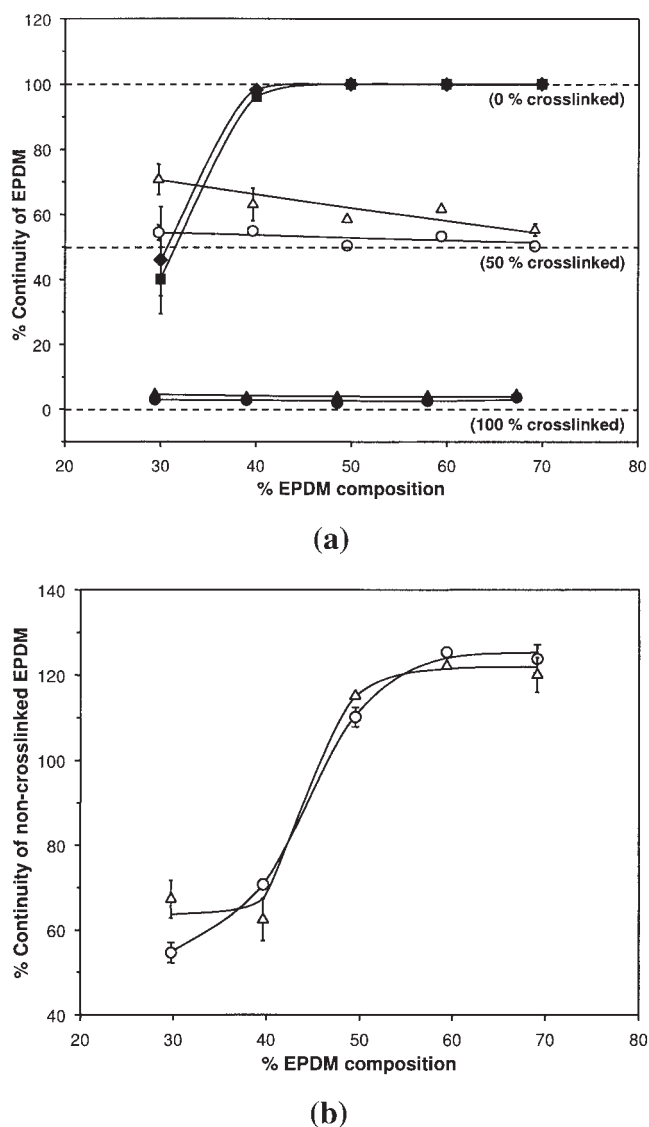 120
100
80
60
40
20
0
% Continuity of EPDM
(0 % crosslinked)
(50 % crosslinked)
(100 % crosslinked)
20 30 40 50 60 70 80
% EPDM composition
(a)
140
120
100
80
60
40
% Continuity of non-crosslinked EPDM
20 30 40 50 60 70 80
% EPDM composition
(b)